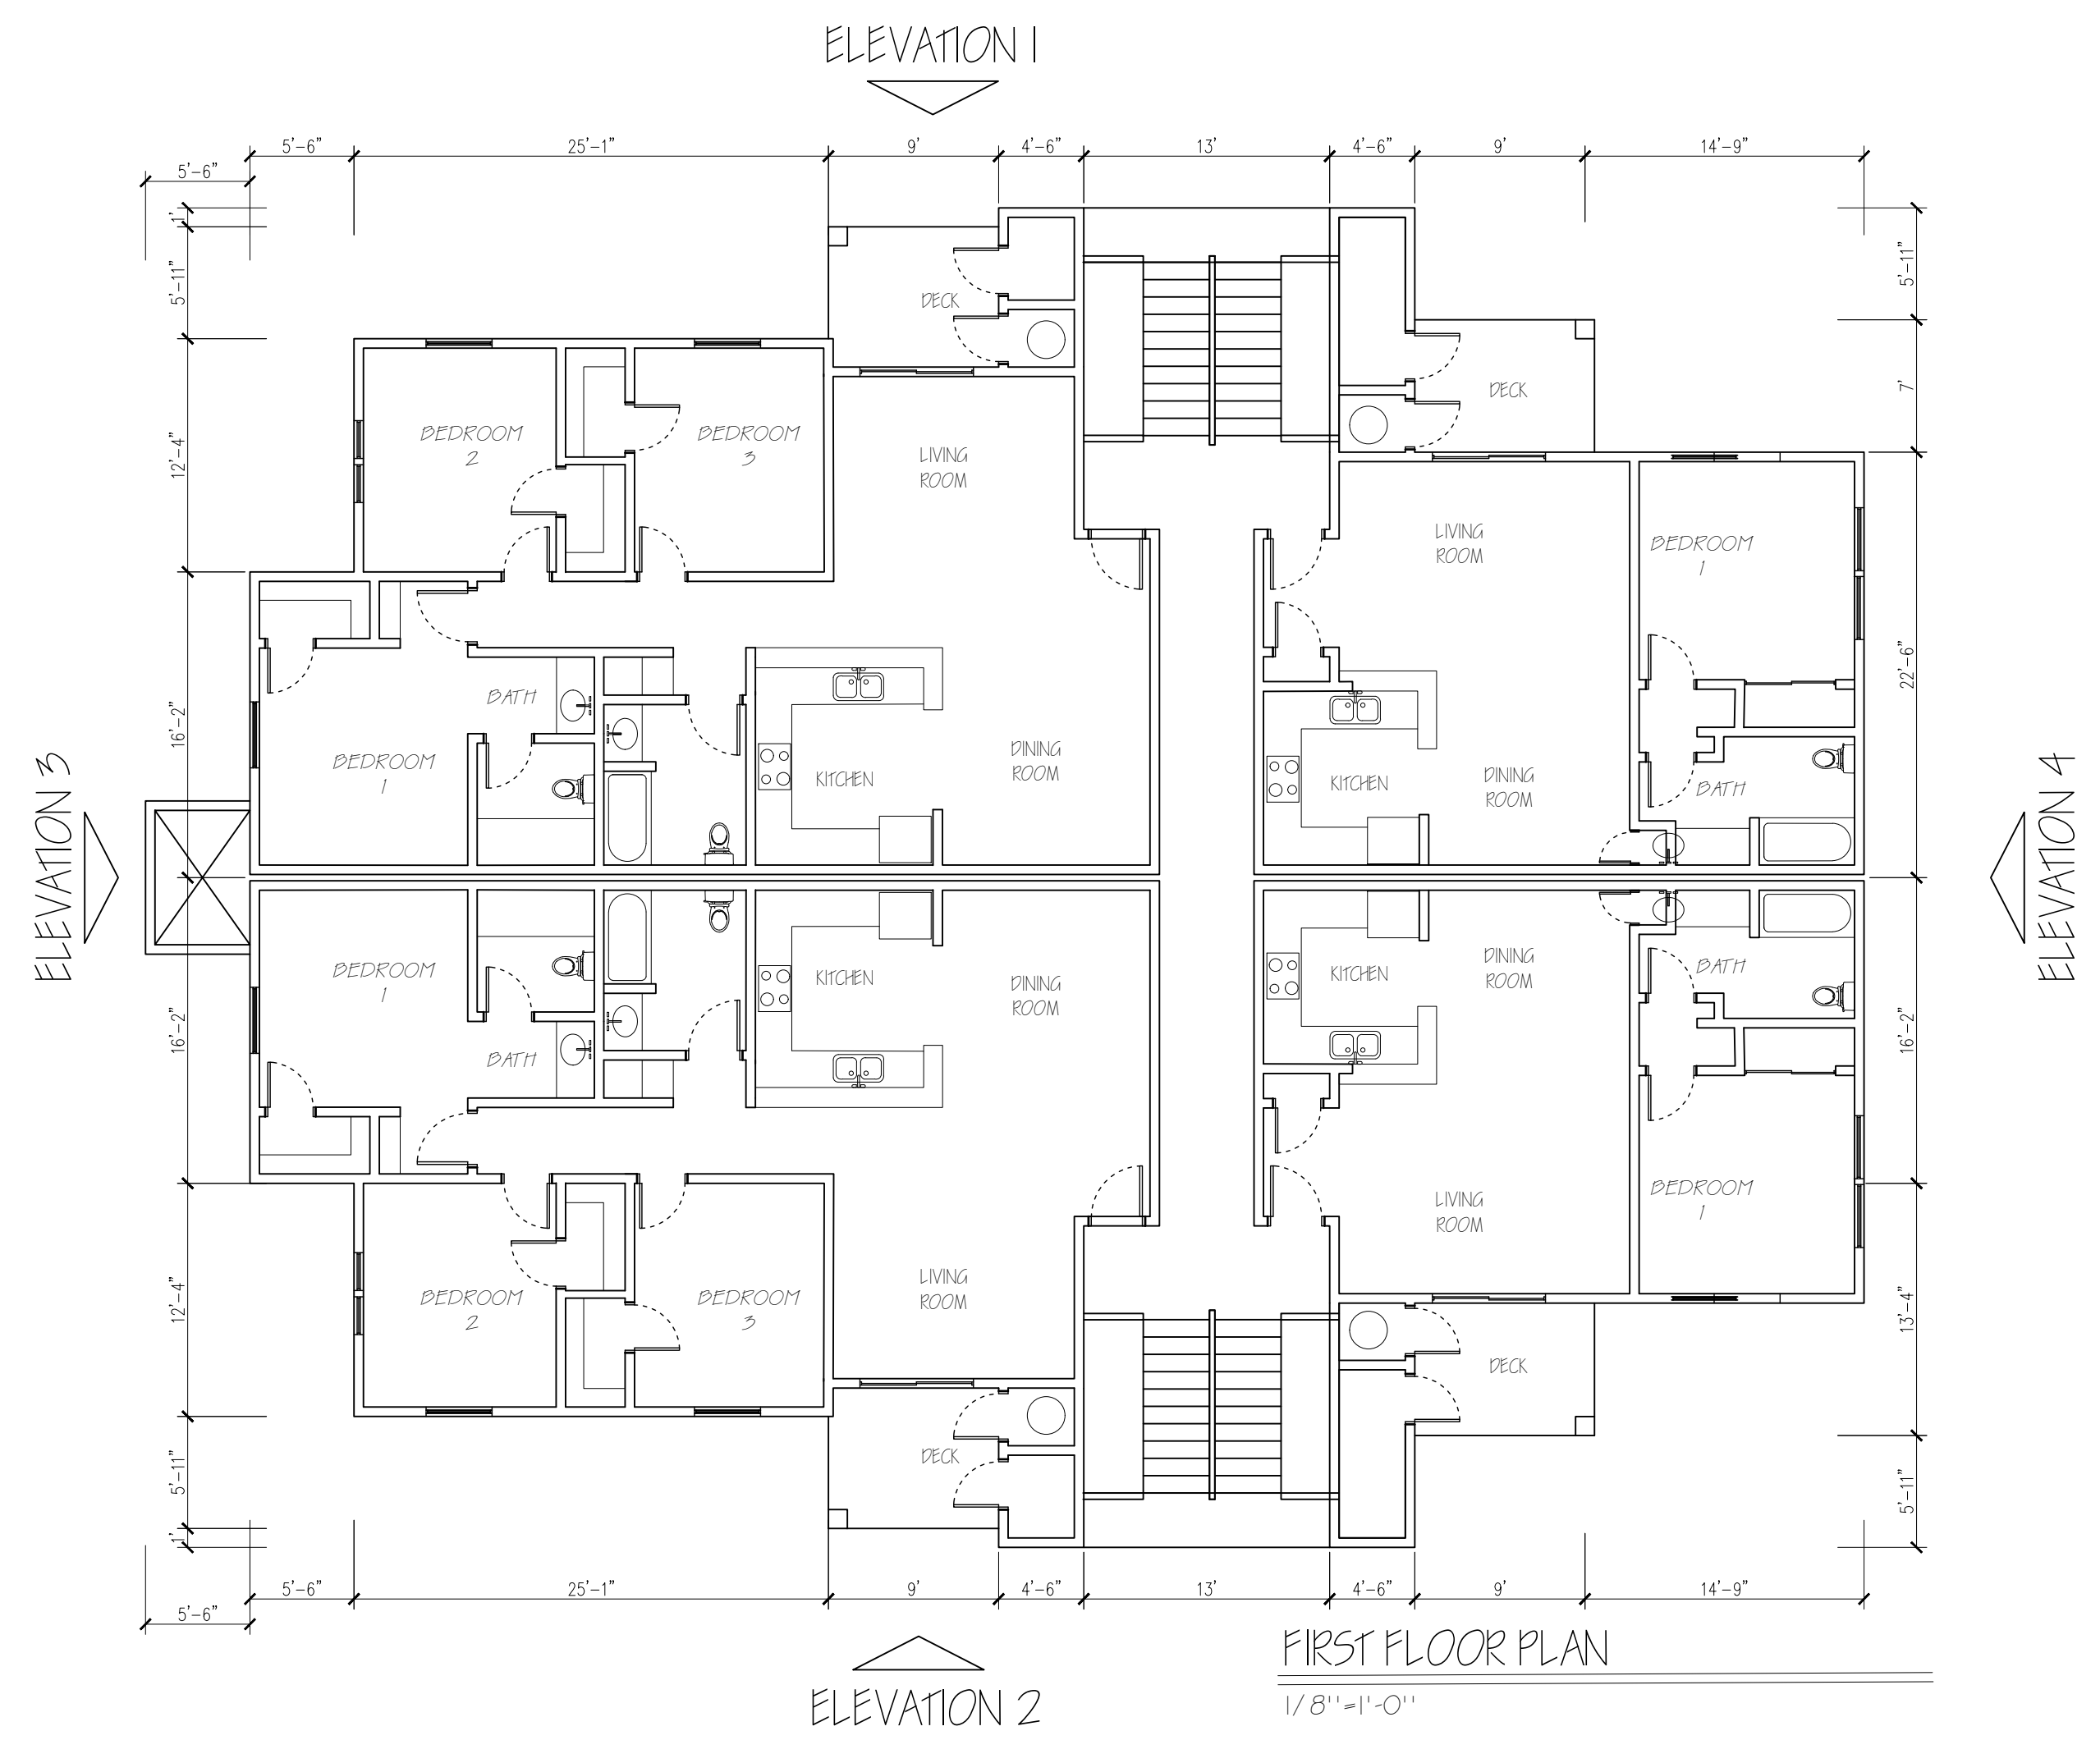 ELEVATION 1
5'-6" 25'-1" 9' 4'-6" 13' 4'-6" 9' 14'-9"
5'-6"
1'
5'-11"
5'-11"
DECK
7'
DECK
12'-4"
BEDROOM
2
BEDROOM
3
LIVING
ROOM
LIVING
ROOM
BEDROOM
1
22'-6"
BATH
16'-2"
BEDROOM
1
KITCHEN
DINING
ROOM
KITCHEN
DINING
ROOM
BATH
ELEVATION 3
ELEVATION 4
BEDROOM
1
KITCHEN
DINING
ROOM
KITCHEN
DINING
ROOM
BATH
16'-2"
BATH
16'-2"
LIVING
ROOM
BEDROOM
1
12'-4"
BEDROOM
2
BEDROOM
3
LIVING
ROOM
13'-4"
DECK
DECK
5'-11"
5'-11"
1'
5'-6" 25'-1" 9' 4'-6" 13' 4'-6" 9' 14'-9"
5'-6"
FIRST FLOOR PLAN
1/8"=1'-0"
ELEVATION 2